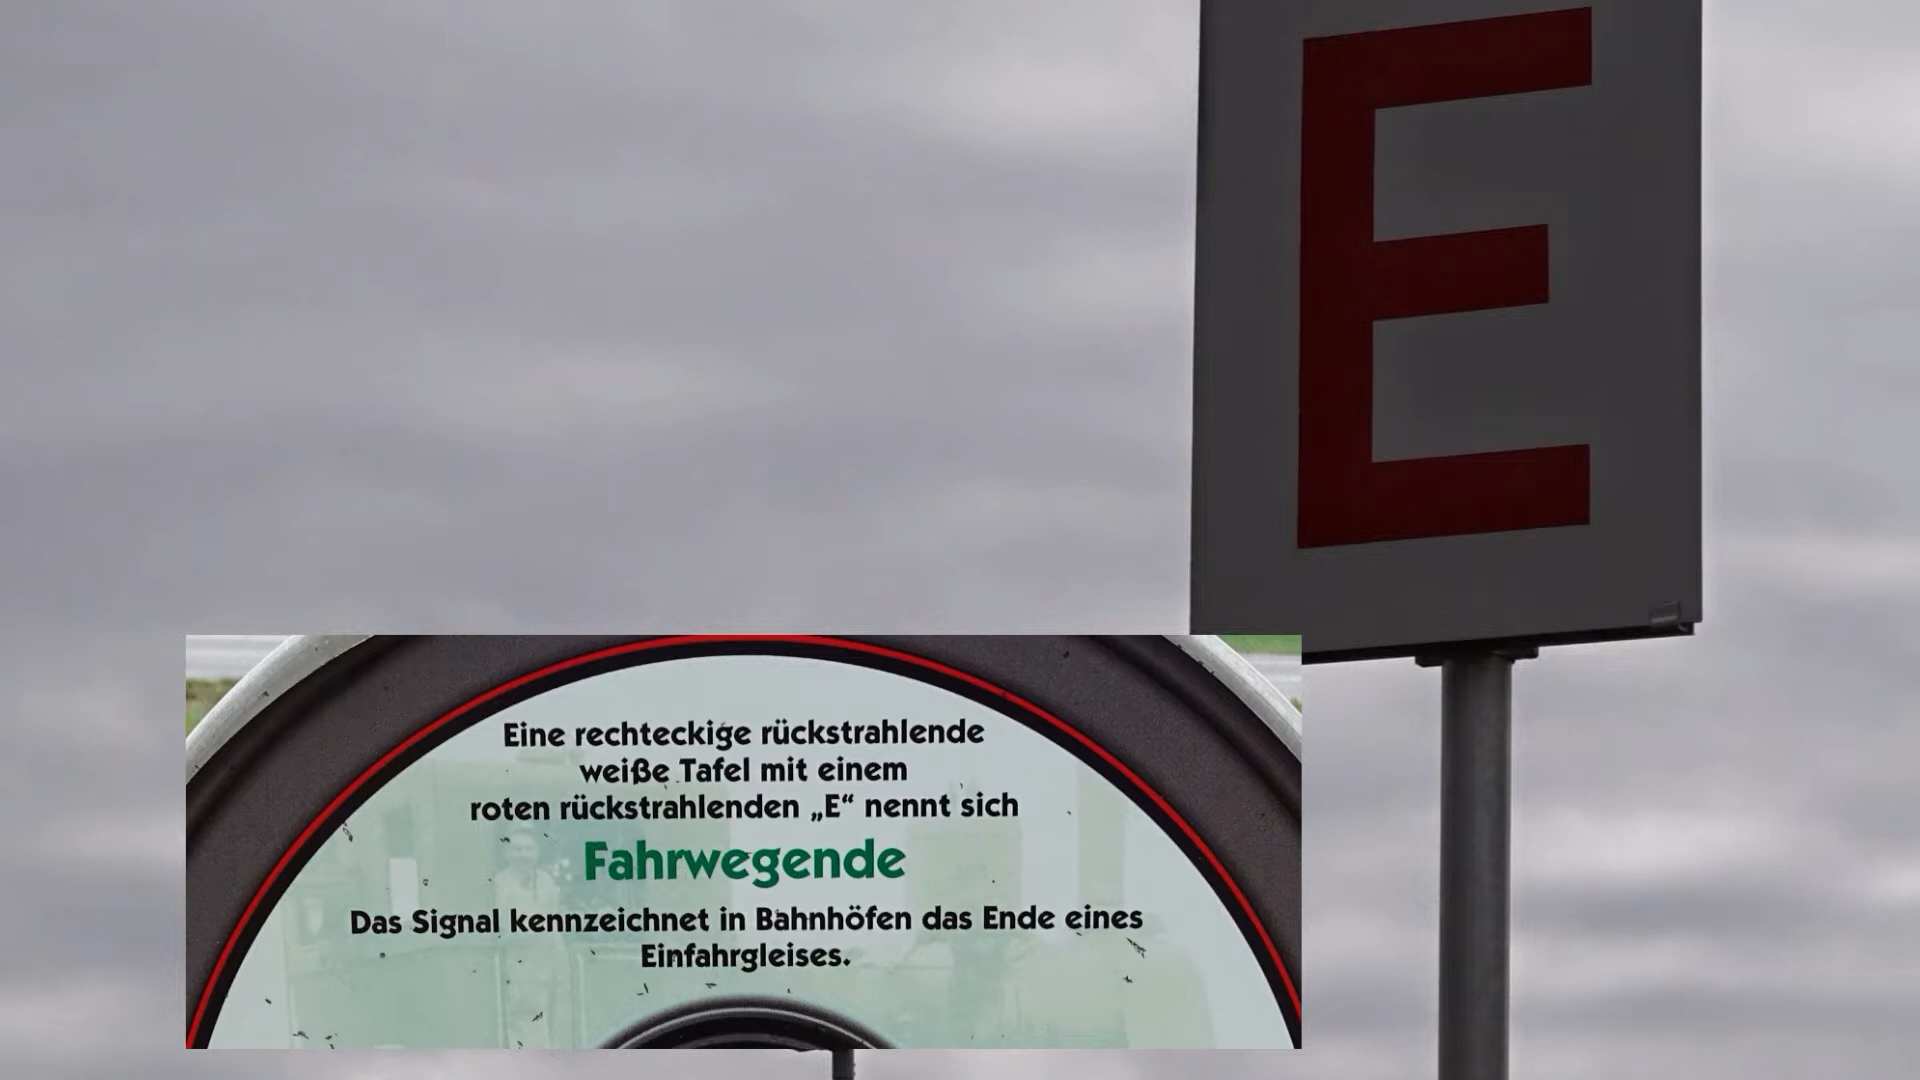 E
Eine rechteckige rückstrahlende
weiße Tafel mit einem
roten rückstrahlenden „E“ nennt sich
Fahrwegende
Das Signal kennzeichnet in Bahnhöfen das Ende eines
Einfahrgleises.